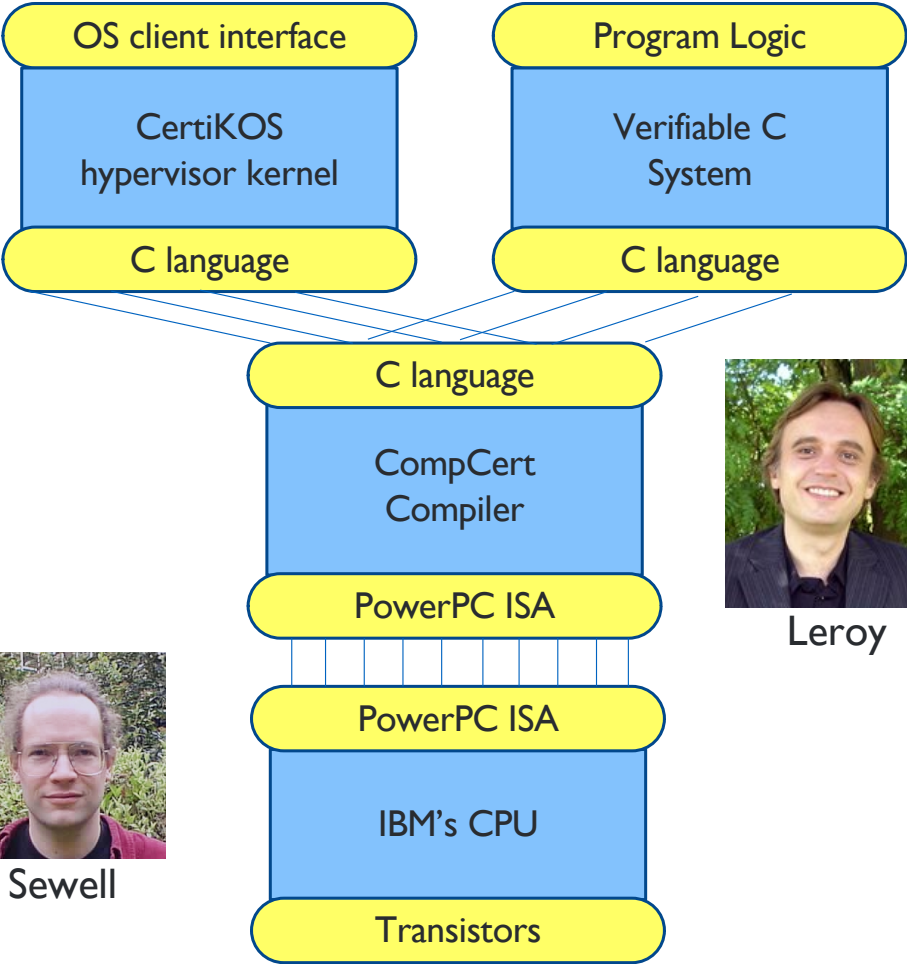 OS client interface
Program Logic
CertiKOS
hypervisor kernel
Verifiable C
System
C language
C language
C language
CompCert
Compiler
PowerPC ISA
Leroy
PowerPC ISA
IBM's CPU
Sewell
Transistors